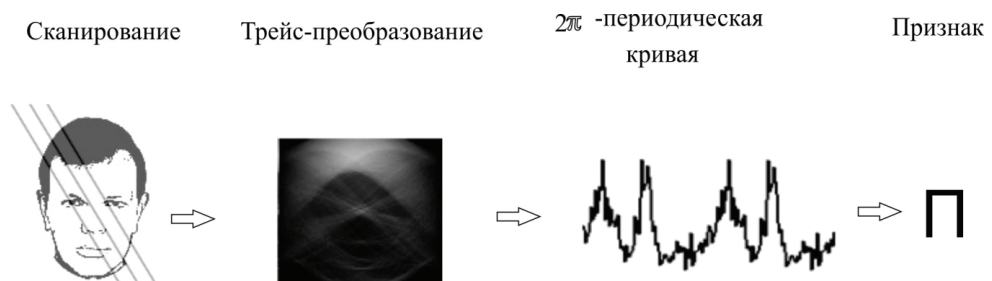 Сканирование
Трейс-преобразование
2π -периодическая
кривая
Признак
П